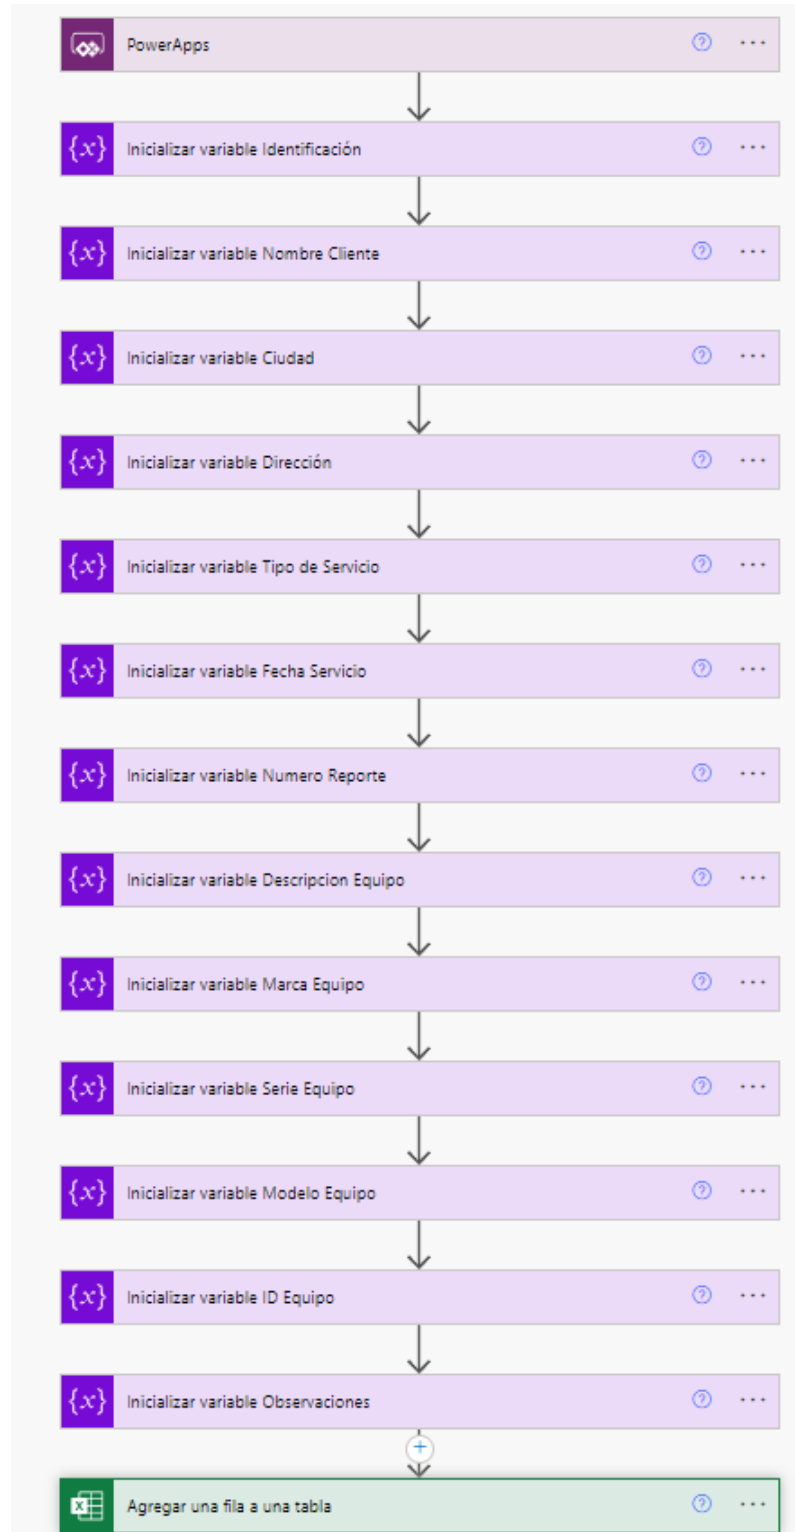 PowerApps
{x} Inicializar variable Identificación
{x} Inicializar variable Nombre Cliente
{x} Inicializar variable Ciudad
{x} Inicializar variable Dirección
{x} Inicializar variable Tipo de Servicio
{x} Inicializar variable Fecha Servicio
{x} Inicializar variable Numero Reporte
{x} Inicializar variable Descripcion Equipo
{x} Inicializar variable Marca Equipo
{x} Inicializar variable Serie Equipo
{x} Inicializar variable Modelo Equipo
{x} Inicializar variable ID Equipo
{x} Inicializar variable Observaciones
Agregar una fila a una tabla